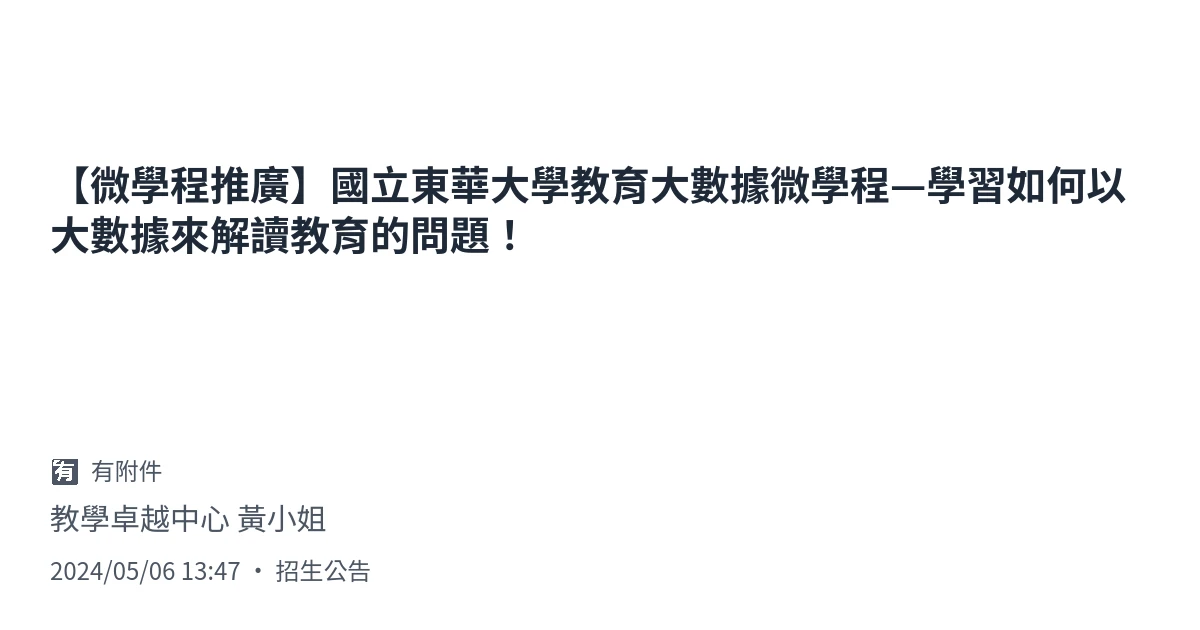 【微學程推廣】國立東華大學教育大數據微學程—學習如何以
大數據來解讀教育的問題！
有 有附件
教學卓越中心 黃小姐
2024/05/06 13:47 • 招生公告